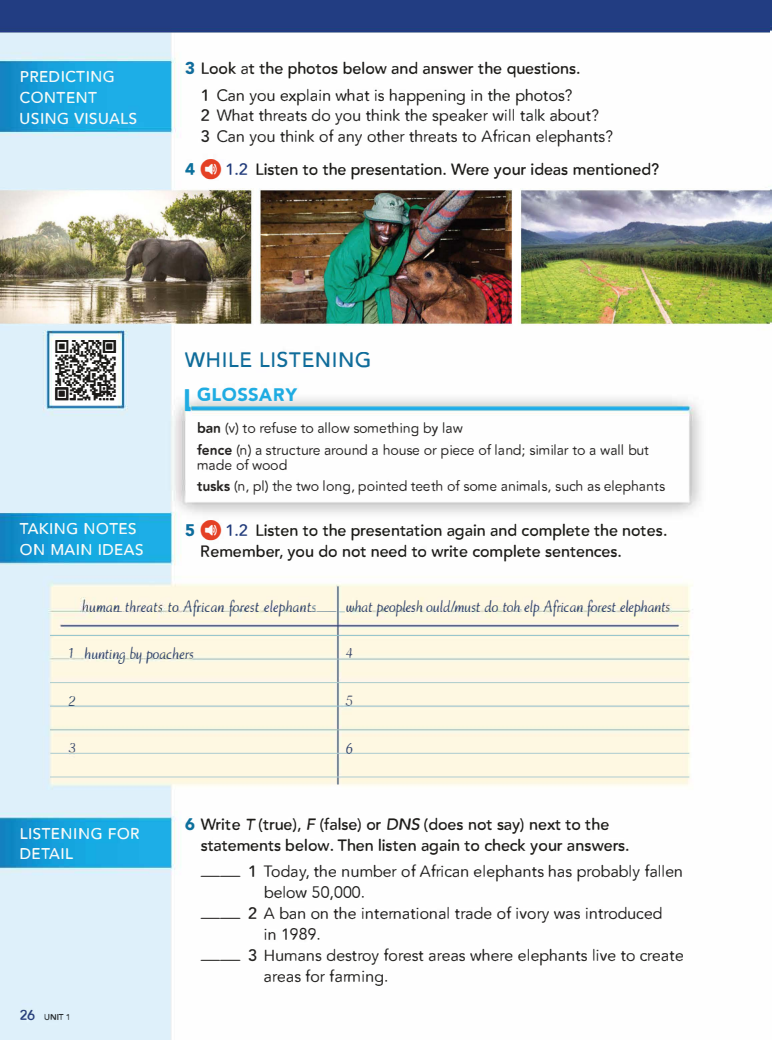 PREDICTING
CONTENT
USING VISUALS
3 Look at the photos below and answer the questions.
1 Can you explain what is happening in the photos?
2 What threats do you think the speaker will talk about?
3 Can you think of any other threats to African elephants?
4 1.2 Listen to the presentation. Were your ideas mentioned?
WHILE LISTENING
GLOSSARY
ban (v) to refuse to allow something by law
fence (n) a structure around a house or piece of land; similar to a wall but
made of wood
tusks (n, pl) the two long, pointed teeth of some animals, such as elephants
TAKING NOTES
ON MAIN IDEAS
5 1.2 Listen to the presentation again and complete the notes.
Remember, you do not need to write complete sentences.
human threats to African forest elephants what peoplesh ould/must do toh elp African forest elephants
1 hunting by poachers 4
2 5
3 6
LISTENING FOR
DETAIL
6 Write T (true), F (false) or DNS (does not say) next to the
statements below. Then listen again to check your answers.
____ 1 Today, the number of African elephants has probably fallen
below 50,000.
____ 2 A ban on the international trade of ivory was introduced
in 1989.
____ 3 Humans destroy forest areas where elephants live to create
areas for farming.
26 UNIT 1